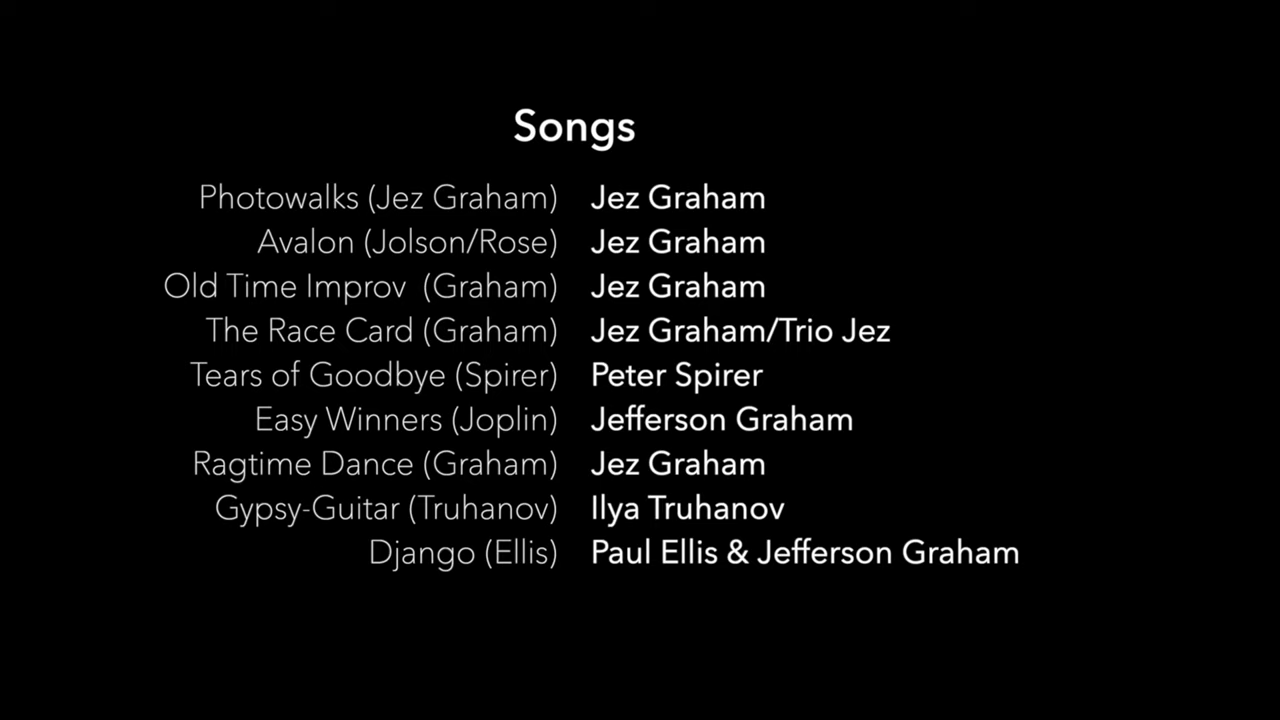 Songs
Photowalks (Jez Graham) Jez Graham
Avalon (Jolson/Rose) Jez Graham
Old Time Improv  (Graham) Jez Graham
The Race Card (Graham) Jez Graham/Trio Jez
Tears of Goodbye (Spirer) Peter Spirer
Easy Winners (Joplin) Jefferson Graham
Ragtime Dance (Graham) Jez Graham
Gypsy-Guitar (Truhanov) Ilya Truhanov
Django (Ellis) Paul Ellis & Jefferson Graham